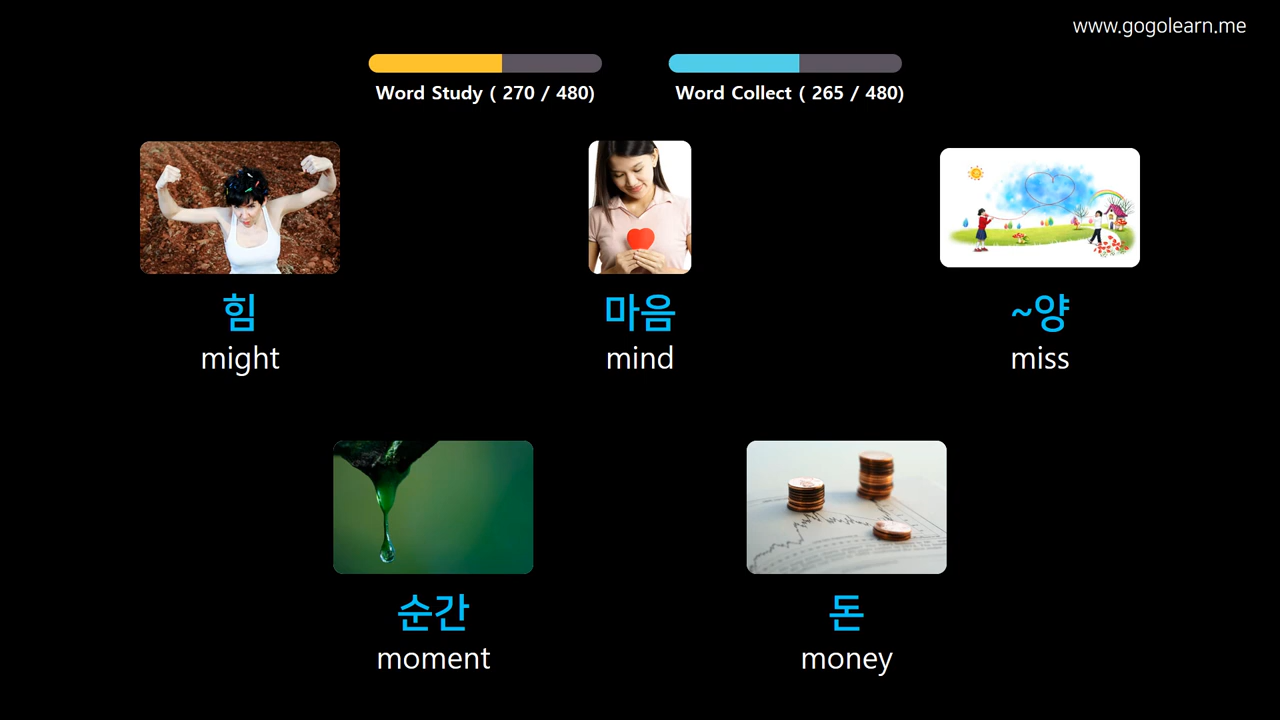 www.gogolearn.me
Word Study ( 270 / 480)
Word Collect ( 265 / 480)
힘
might
마음
mind
~양
miss
순간
moment
돈
money